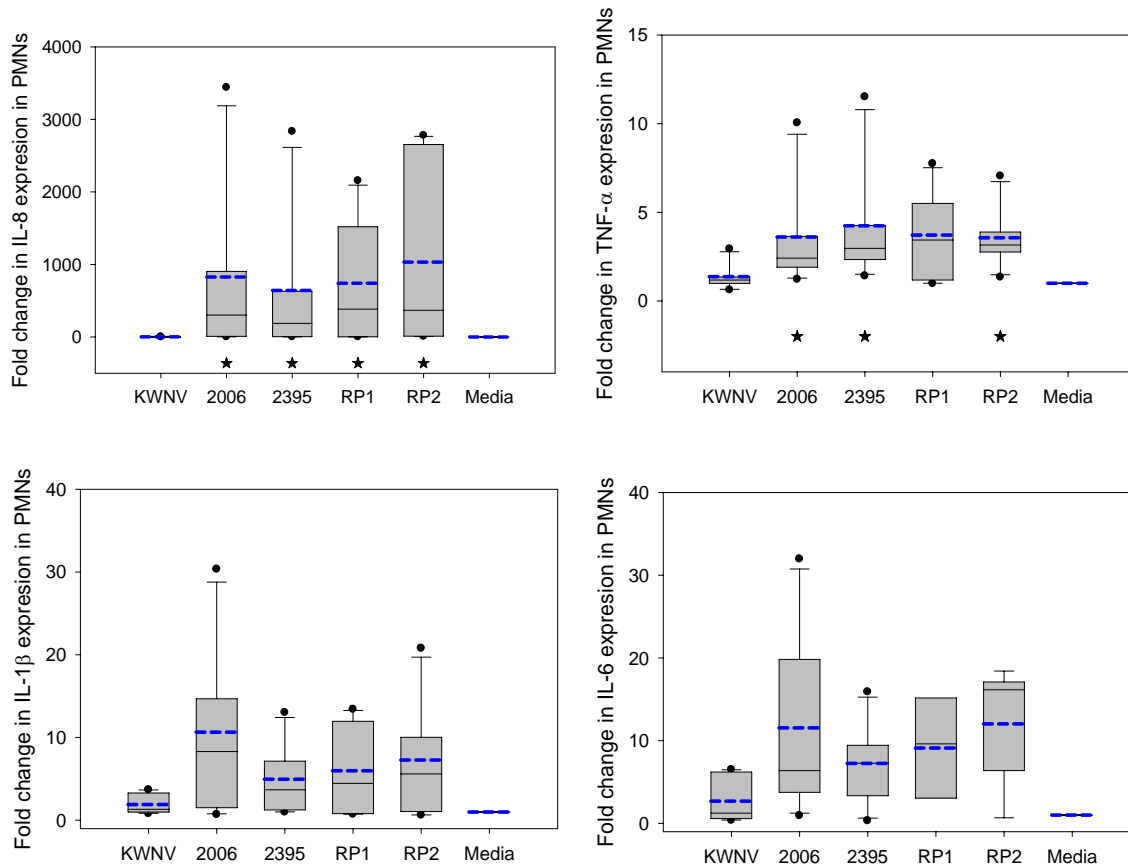 Fold change in IL-8 expresion in PMNs
4000
3000
2000
1000
0
KWNV 2006 2395 RP1 RP2 Media
Fold change in TNF-α expresion in PMNs
15
10
5
0
KWNV 2006 2395 RP1 RP2 Media
Fold change in IL-1β expresion in PMNs
40
30
20
10
0
KWNV 2006 2395 RP1 RP2 Media
Fold change in IL-6 expresion in PMNs
40
30
20
10
0
KWNV 2006 2395 RP1 RP2 Media